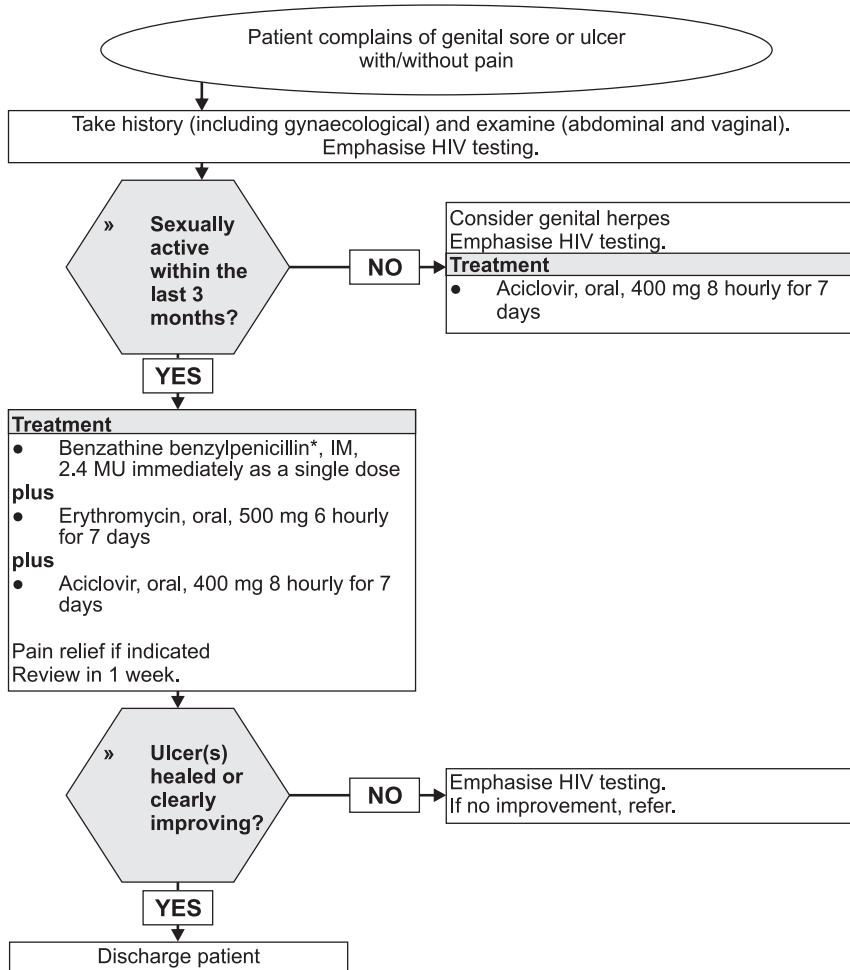 Patient complains of genital sore or ulcer
with/without pain
Take history (including gynaecological) and examine (abdominal and vaginal).
Emphasise HIV testing.
» Sexually
active
within the
last 3
months?
NO
Consider genital herpes
Emphasise HIV testing.
Treatment
● Aciclovir, oral, 400 mg 8 hourly for 7
days
YES
Treatment
● Benzathine benzylpenicillin*, IM,
2.4 MU immediately as a single dose
plus
● Erythromycin, oral, 500 mg 6 hourly
for 7 days
plus
● Aciclovir, oral, 400 mg 8 hourly for 7
days
Pain relief if indicated
Review in 1 week.
» Ulcer(s)
healed or
clearly
improving?
NO
Emphasise HIV testing.
If no improvement, refer.
YES
Discharge patient